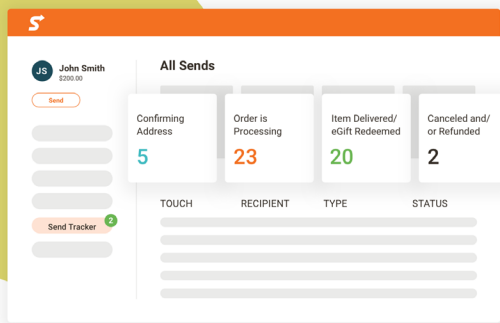 JS
John Smith
$200.00
Send
Send Tracker
2
All Sends
Confirming
Address
5
Order is
Processing
23
Item Delivered/
eGift Redeemed
20
Canceled and/
or Refunded
2
TOUCH RECIPIENT TYPE STATUS